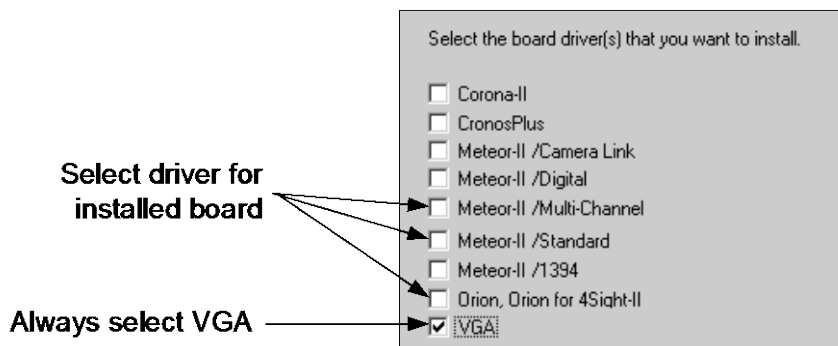 Select the board driver(s) that you want to install.
Corona-II
CronosPlus
Meteor-II /Camera Link
Meteor-II /Digital
Meteor-II /Multi-Channel
Meteor-II /Standard
Meteor-II /1394
Orion, Orion for 4Sight-II
VGA
Select driver for
installed board
Always select VGA